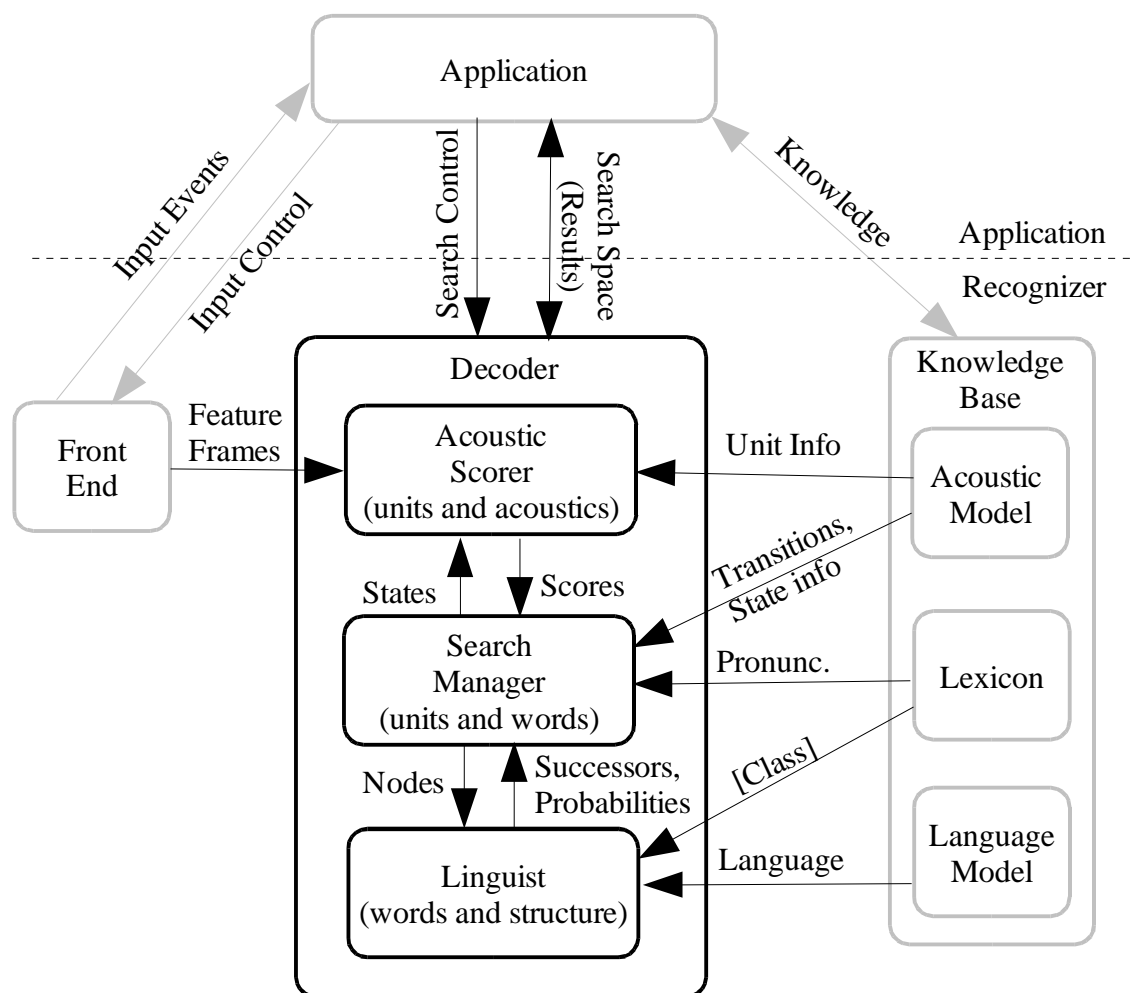 Application
Input Events
Input Control
Search Control
Search Space
(Results)
Knowledge
Application
Recognizer
Decoder
Knowledge
Base
Front
End
Feature
Frames
Acoustic
Scorer
(units and acoustics)
Unit Info
Acoustic
Model
States
Scores
Transitions,
State info
Search
Manager
(units and words)
Pronunc.
Lexicon
Nodes
Successors,
Probabilities
[Class]
Linguist
(words and structure)
Language
Language
Model